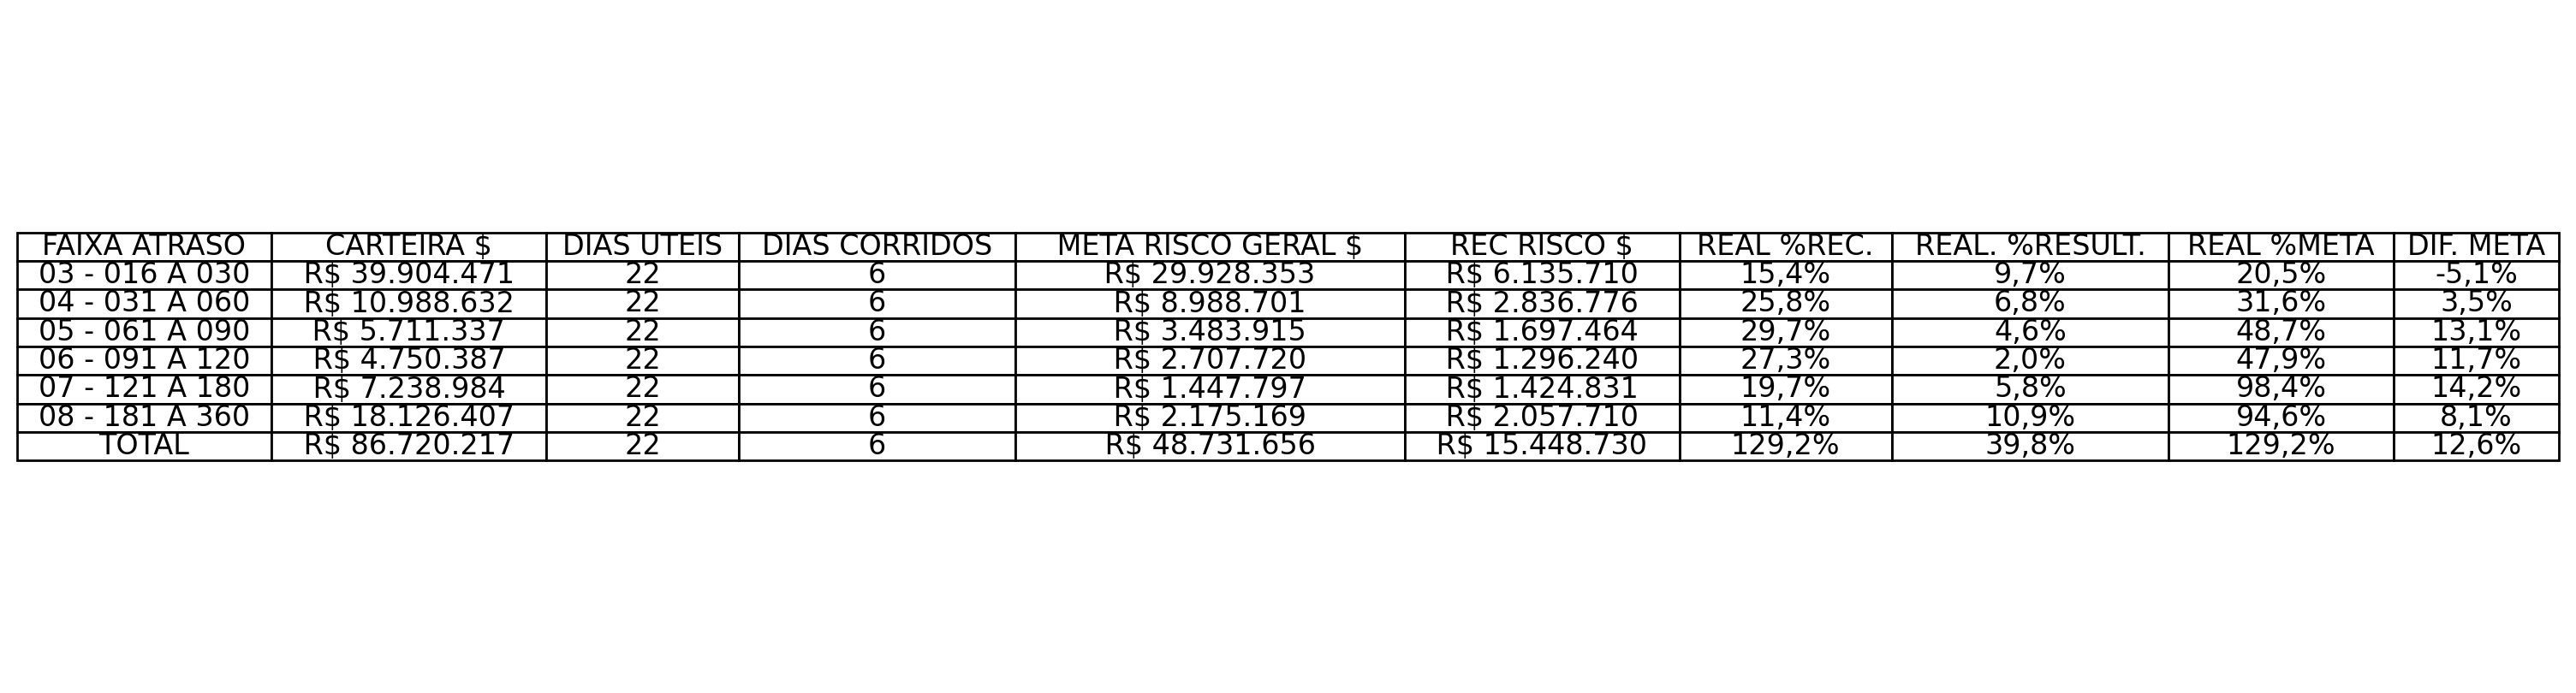 FAIXA ATRASO CARTEIRA $ DIAS UTEIS DIAS CORRIDOS META RISCO GERAL $ REC RISCO $ REAL %REC. REAL. %RESULT. REAL %META DIF. META
03 - 016 A 030 R$ 39.904.471 22 6 R$ 29.928.353 R$ 6.135.710 15,4% 9,7% 20,5% -5,1%
04 - 031 A 060 R$ 10.988.632 22 6 R$ 8.988.701 R$ 2.836.776 25,8% 6,8% 31,6% 3,5%
05 - 061 A 090 R$ 5.711.337 22 6 R$ 3.483.915 R$ 1.697.464 29,7% 4,6% 48,7% 13,1%
06 - 091 A 120 R$ 4.750.387 22 6 R$ 2.707.720 R$ 1.296.240 27,3% 2,0% 47,9% 11,7%
07 - 121 A 180 R$ 7.238.984 22 6 R$ 1.447.797 R$ 1.424.831 19,7% 5,8% 98,4% 14,2%
08 - 181 A 360 R$ 18.126.407 22 6 R$ 2.175.169 R$ 2.057.710 11,4% 10,9% 94,6% 8,1%
TOTAL R$ 86.720.217 22 6 R$ 48.731.656 R$ 15.448.730 129,2% 39,8% 129,2% 12,6%